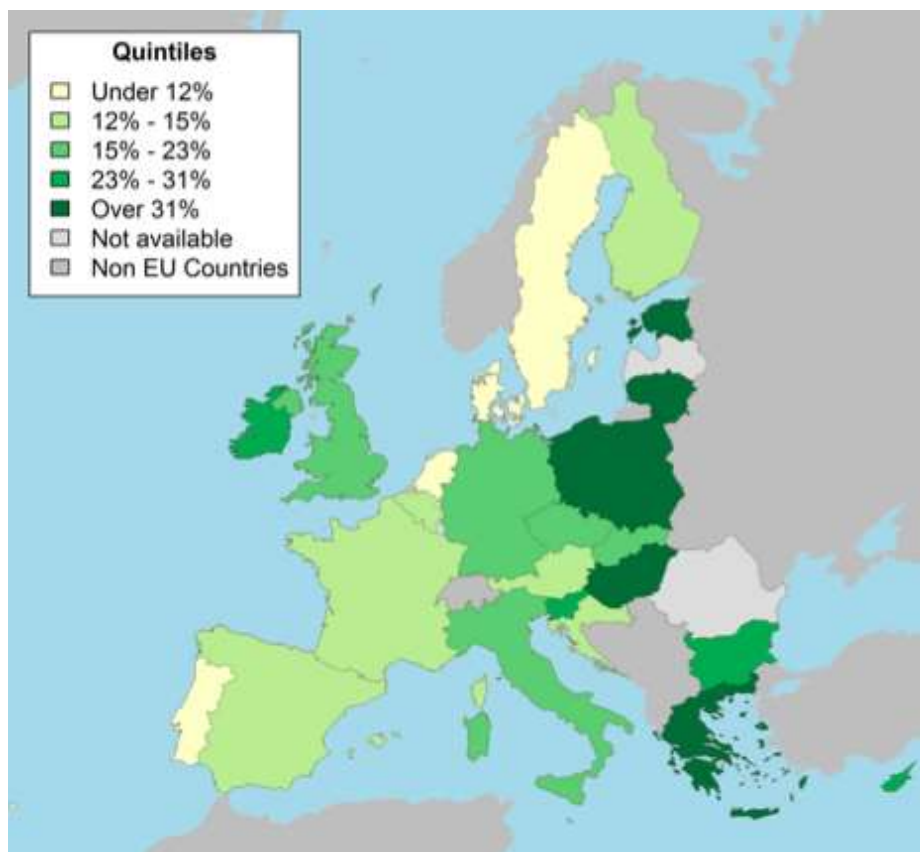 Quintiles
Under 12%
12% - 15%
15% - 23%
23% - 31%
Over 31%
Not available
Non EU Countries